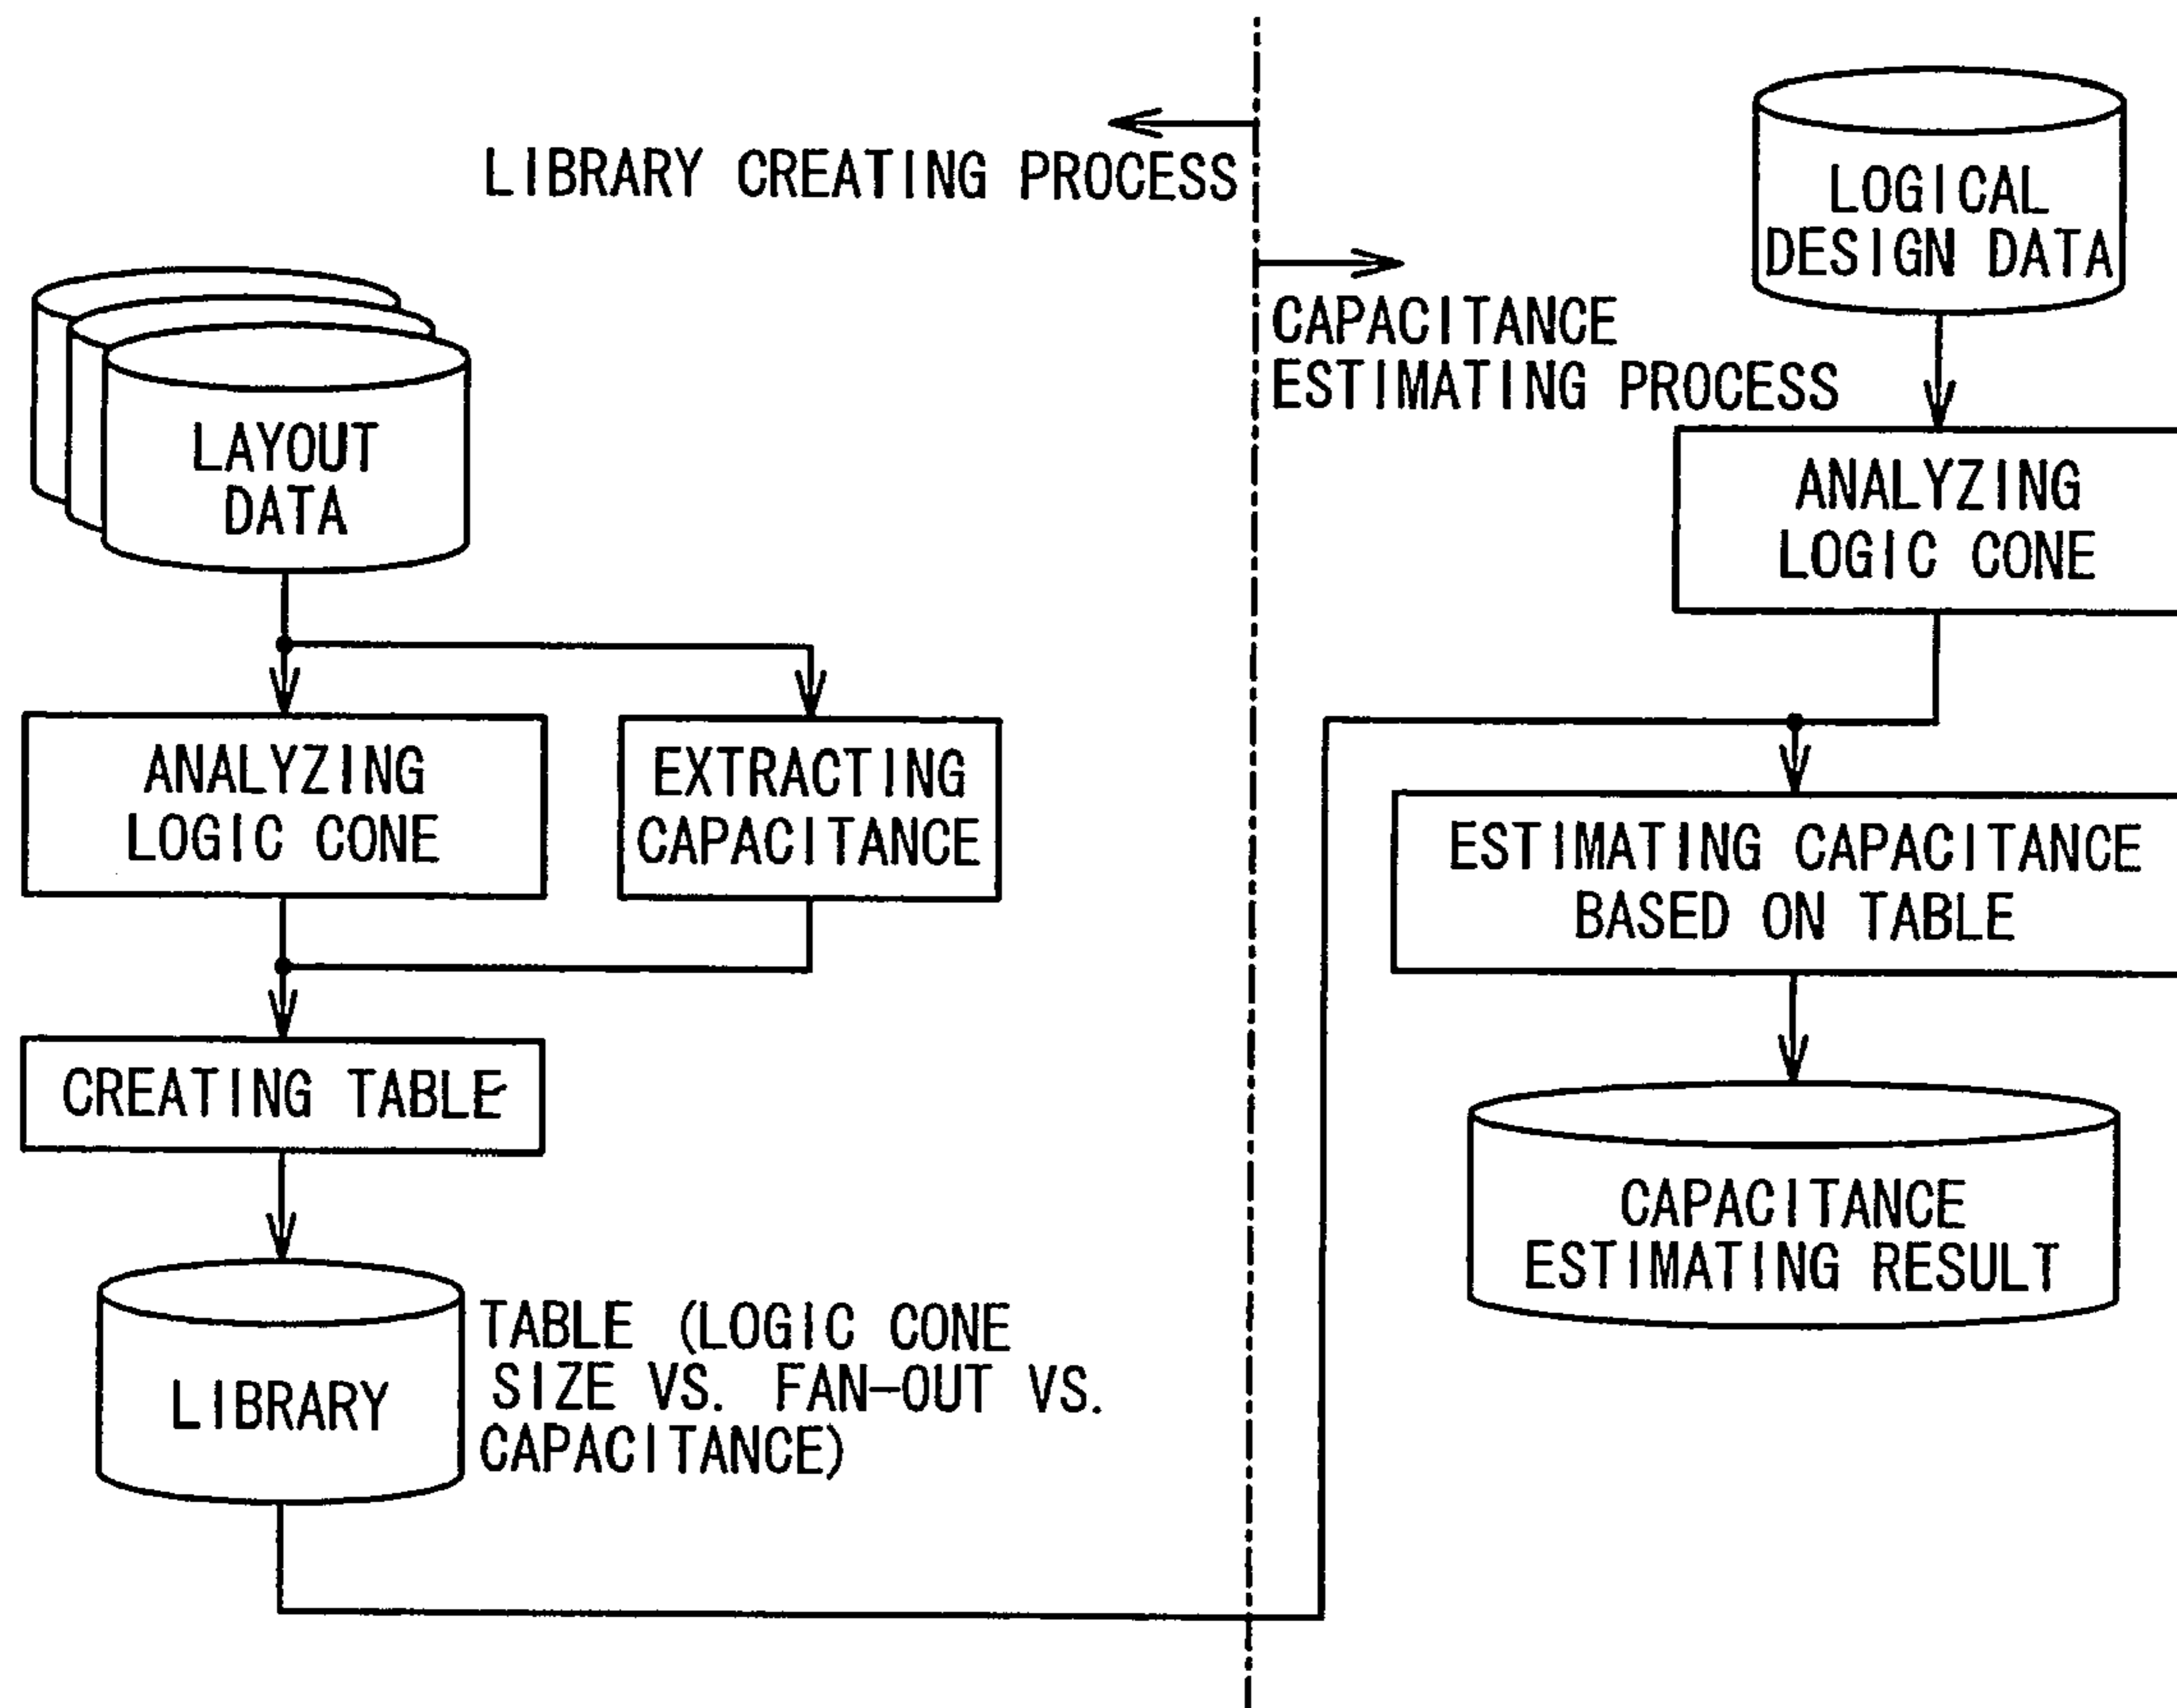 LIBRARY CREATING PROCESS
CAPACITANCE
ESTIMATING PROCESS
LAYOUT
DATA
ANALYZING
LOGIC CONE
EXTRACTING
CAPACITANCE
CREATING TABLE
LIBRARY
TABLE (LOGIC CONE
SIZE VS. FAN-OUT VS.
CAPACITANCE)
LOGICAL
DESIGN DATA
ANALYZING
LOGIC CONE
ESTIMATING CAPACITANCE
BASED ON TABLE
CAPACITANCE
ESTIMATING RESULT